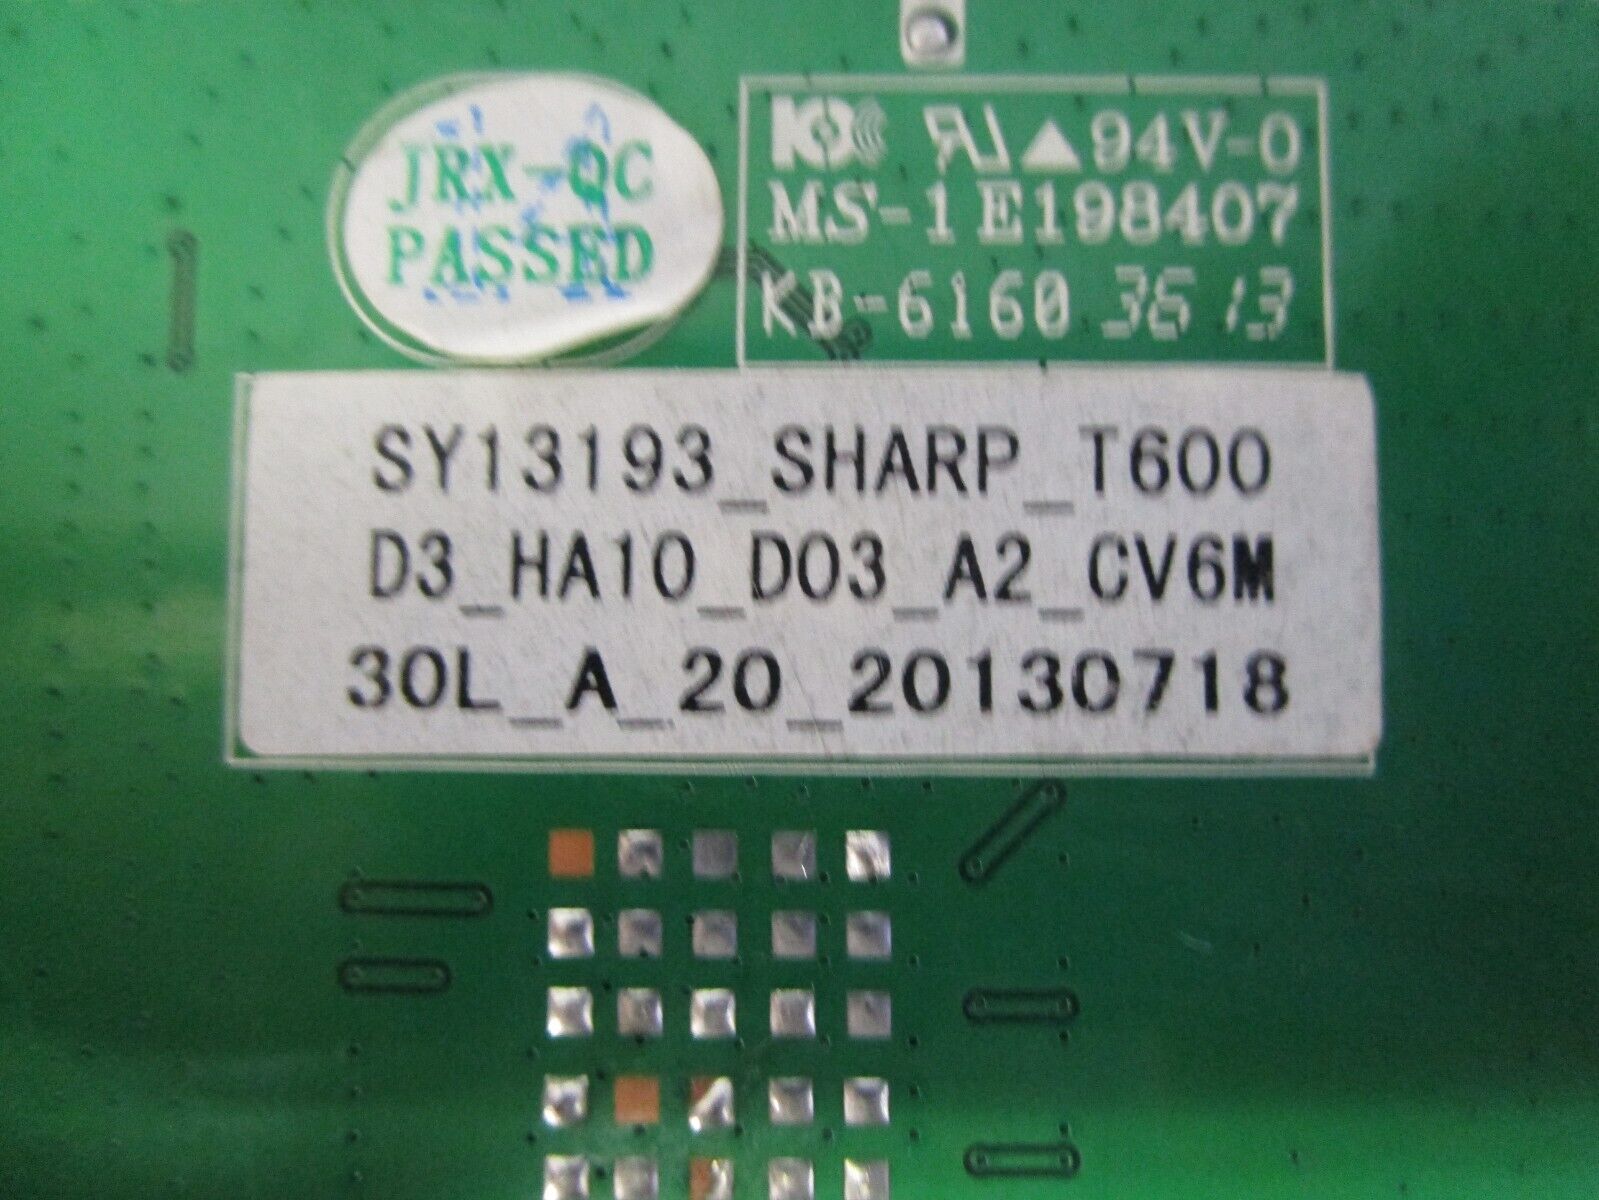 JRX-QC
PASSED
94V-0
MS-1 E198407
KB-6160 3613
SY13193_SHARP_T600
D3_HA10_D03_A2_CV6M
30L_A_20_20130718